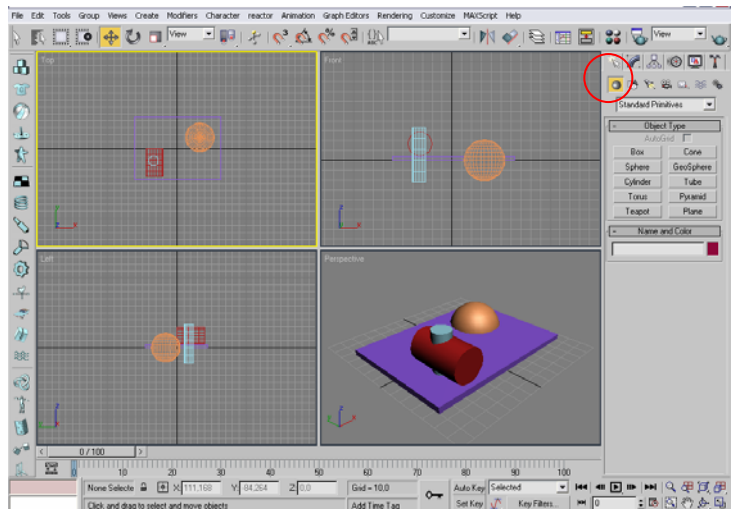 File Edit Tools Group Views Create Modifiers Character reactor Animation Graph Editors Rendering Customize MAXScript Help
View
View
Top
Front
Standard Primitives
- Object Type
AutoGrid
Box Cone
Sphere GeoSphere
Cylinder Tube
Torus Pyramid
Teapot Plane
- Name and Color
Left
Perspective
0 / 100
0 10 20 30 40 50 60 70 80 90 100
None Selecte X: 111,168 Y: -84,264 Z: 0,0 Grid = 10,0 Auto Key Selected
Click and drag to select and move objects Add Time Tag Set Key Key Filters... 0